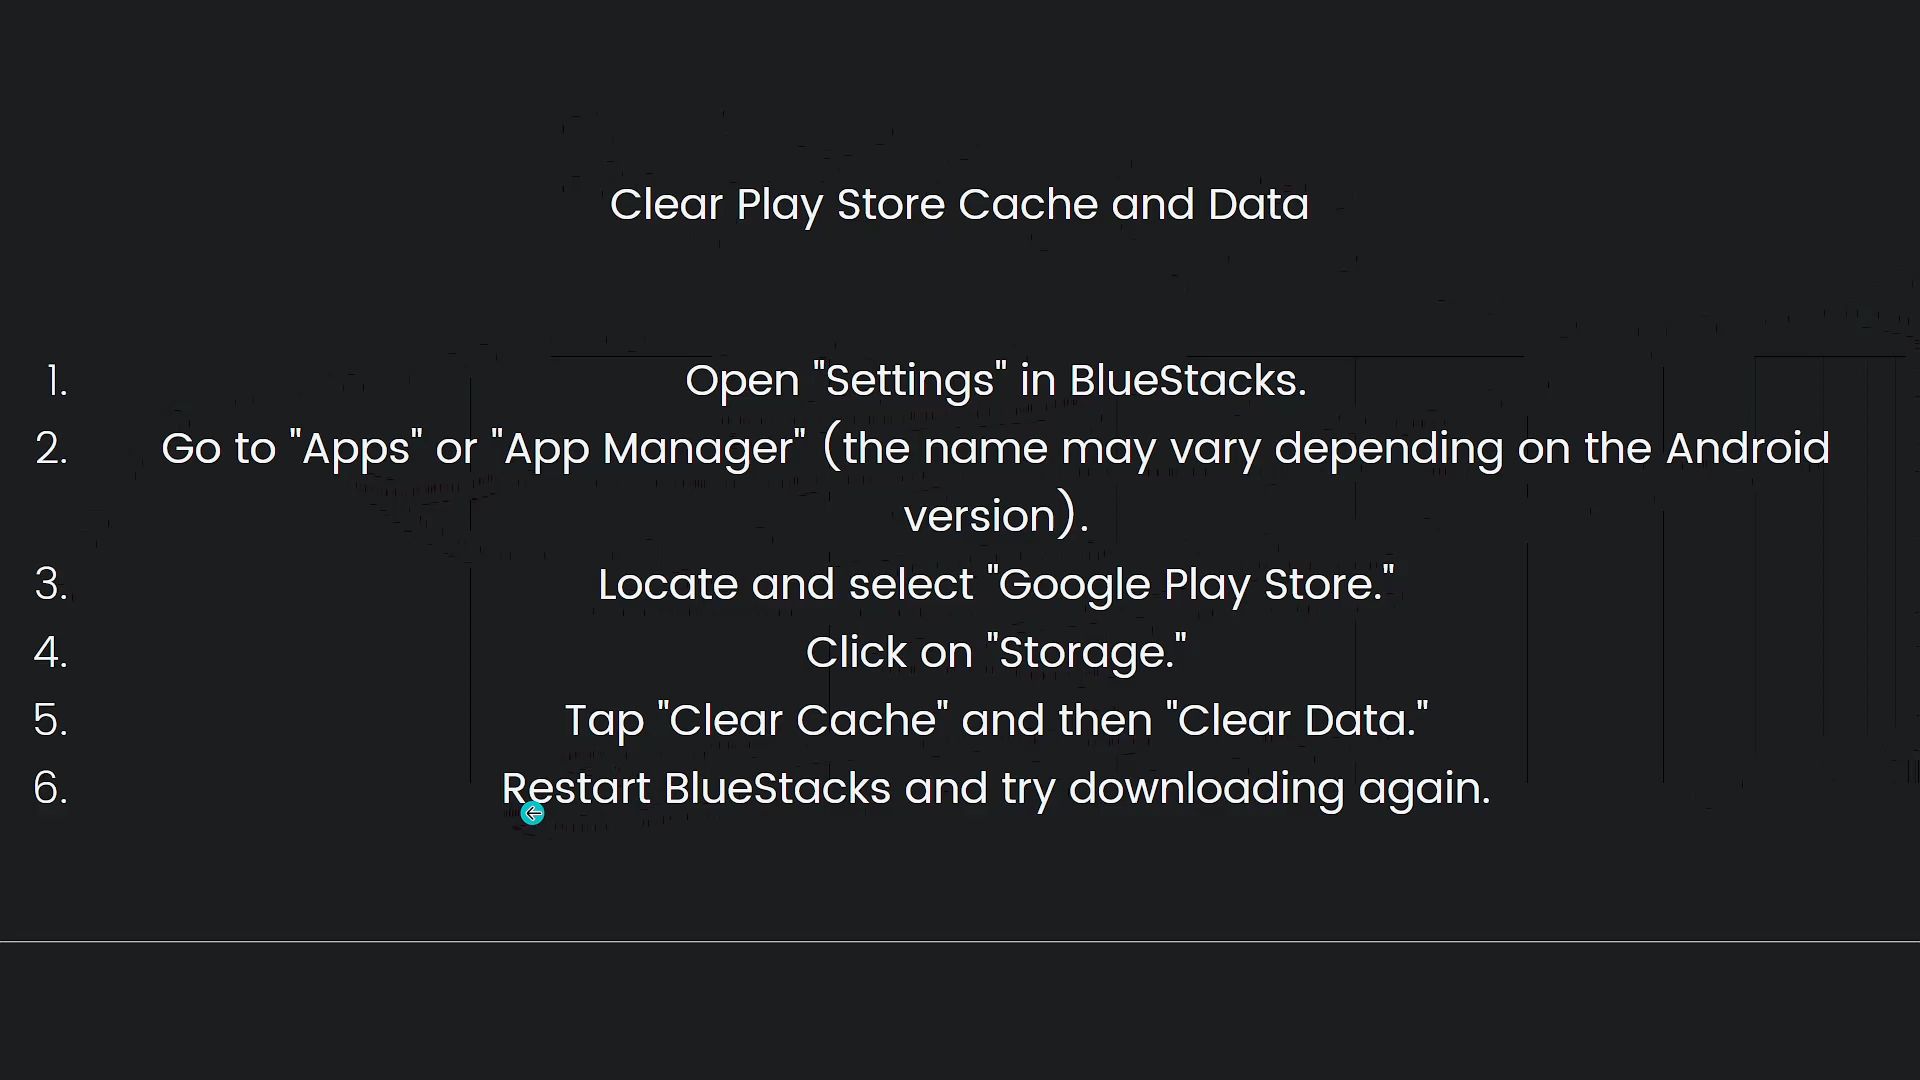 Clear Play Store Cache and Data
1. Open "Settings" in BlueStacks.
2. Go to "Apps" or "App Manager" (the name may vary depending on the Android
version).
3. Locate and select "Google Play Store."
4. Click on "Storage."
5. Tap "Clear Cache" and then "Clear Data."
6. Restart BlueStacks and try downloading again.